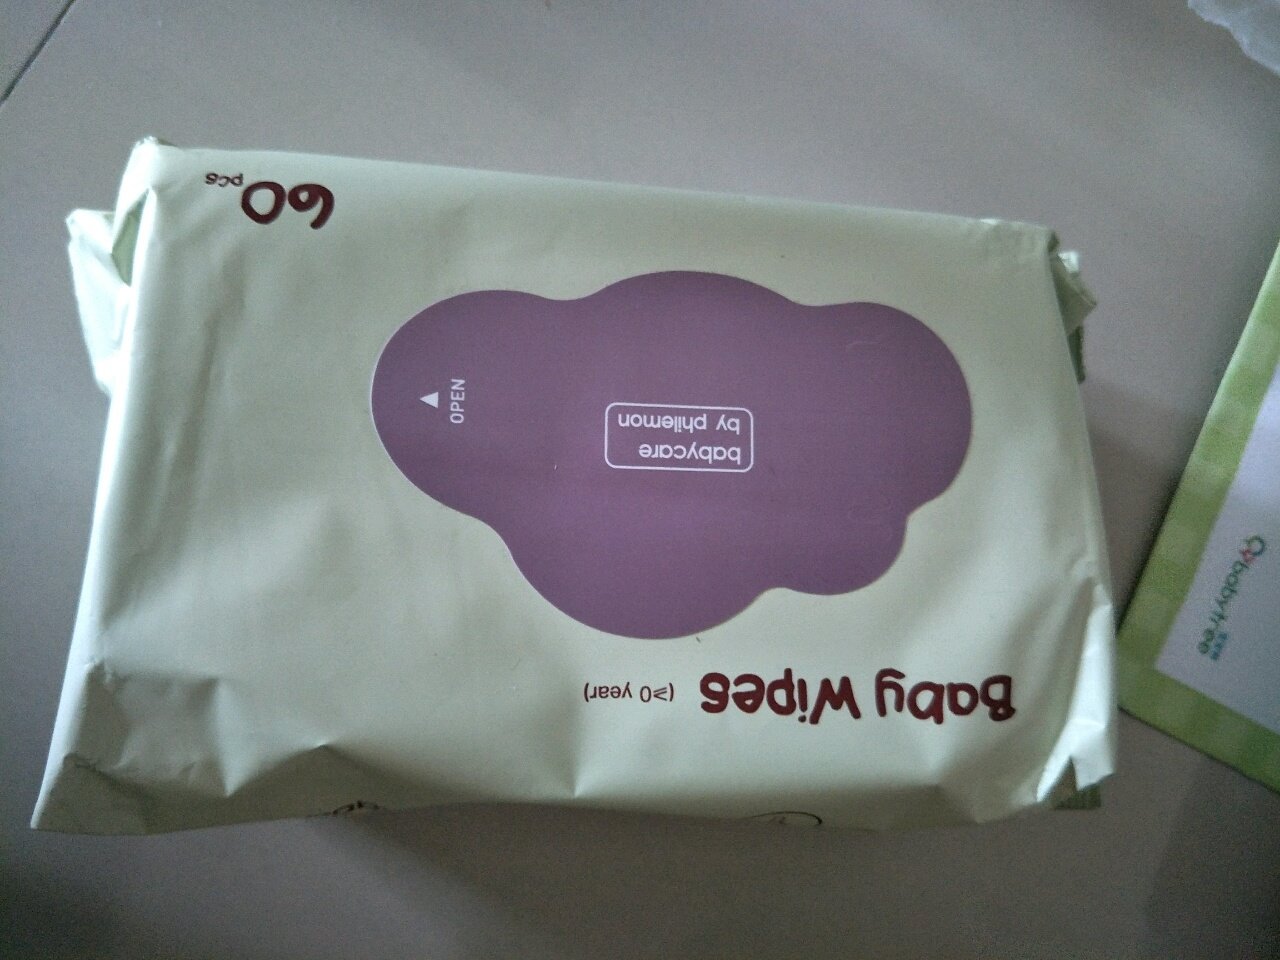 Baby Wipes (≥0 year)
babycare
by philemon
OPEN
60 pcs
babytree